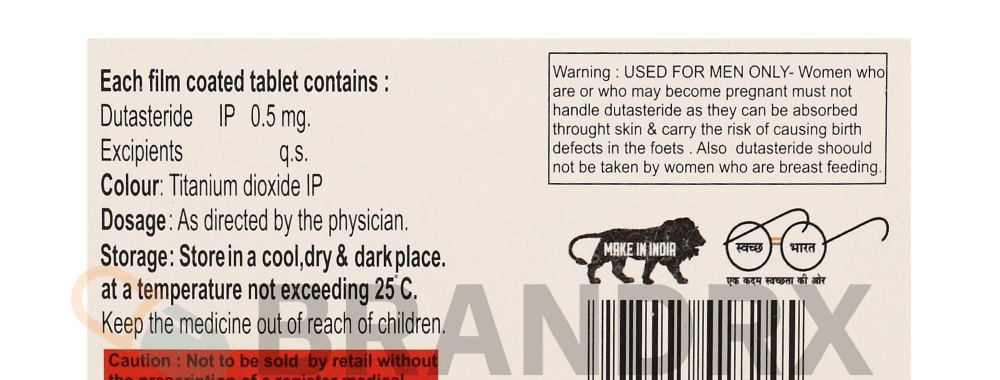 Each film coated tablet contains :
Dutasteride IP 0.5 mg.
Excipients q.s.
Colour: Titanium dioxide IP
Dosage: As directed by the physician.
Storage: Store in a cool,dry & dark place.
at a temperature not exceeding 25°C.
Keep the medicine out of reach of children.
Caution : Not to be sold by retail without
the prescription of a register medical
Warning : USED FOR MEN ONLY- Women who
are or who may become pregnant must not
handle dutasteride as they can be absorbed
throught skin & carry the risk of causing birth
defects in the foets . Also dutasteride shoould
not be taken by women who are breast feeding.
MAKE IN INDIA
स्वच्छ भारत
एक कदम स्वच्छता की ओर
BRANDRX